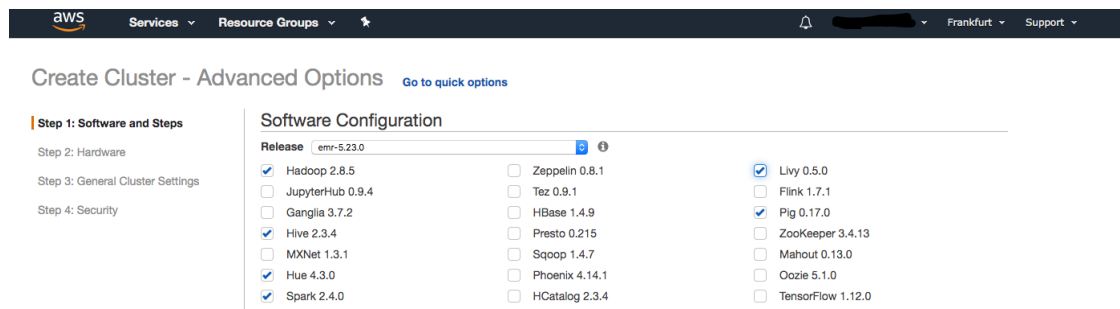 aws Services Resource Groups Frankfurt Support
Create Cluster - Advanced Options Go to quick options
Step 1: Software and Steps
Step 2: Hardware
Step 3: General Cluster Settings
Step 4: Security
Software Configuration
Release emr-5.23.0
Hadoop 2.8.5 Zeppelin 0.8.1 Livy 0.5.0
JupyterHub 0.9.4 Tez 0.9.1 Flink 1.7.1
Ganglia 3.7.2 HBase 1.4.9 Pig 0.17.0
Hive 2.3.4 Presto 0.215 ZooKeeper 3.4.13
MXNet 1.3.1 Sqoop 1.4.7 Mahout 0.13.0
Hue 4.3.0 Phoenix 4.14.1 Oozie 5.1.0
Spark 2.4.0 HCatalog 2.3.4 TensorFlow 1.12.0